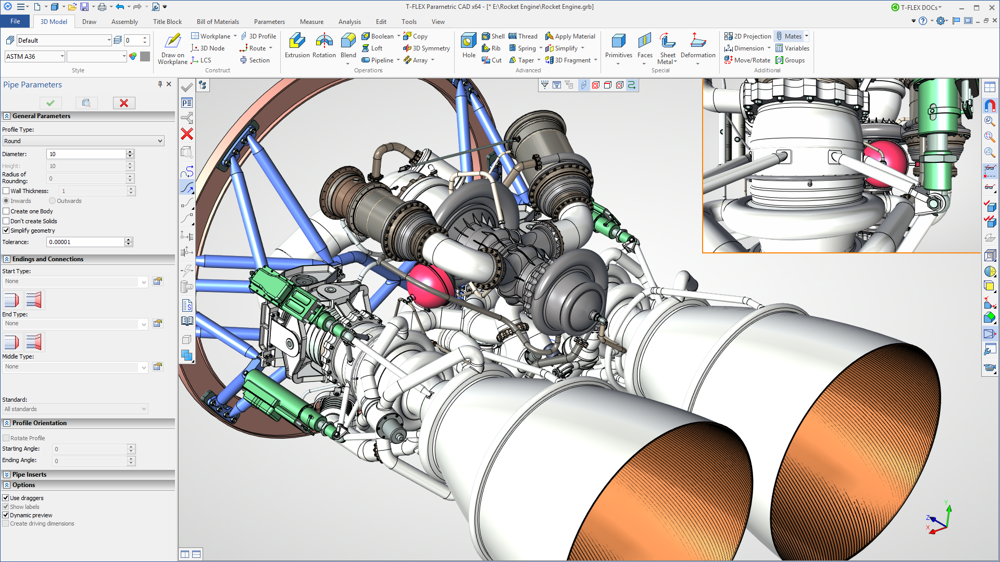 T-FLEX Parametric CAD x64 - [* E:\Rocket Engine\Rocket Engine.grb]
T-FLEX DOCs
File
3D Model
Draw
Assembly
Title Block
Bill of Materials
Parameters
Measure
Analysis
Edit
Tools
View
Default
0
ASTM A36
Style
Draw on
Workplane
Workplane
3D Node
LCS
3D Profile
Route
Section
Construct
Extrusion
Rotation
Blend
Boolean
Loft
Pipeline
Copy
3D Symmetry
Array
Operations
Hole
Shell
Rib
Cut
Thread
Spring
Taper
Apply Material
Simplify
3D Fragment
Advanced
Primitives
Faces
Sheet
Metal
Deformation
Special
2D Projection
Dimension
Move/Rotate
Mates
Variables
Groups
Additional
Pipe Parameters
General Parameters
Profile Type:
Round
Diameter:
10
Height:
10
Radius of
Rounding:
0
Wall Thickness:
1
Inwards
Outwards
Create one Body
Don't create Solids
Simplify geometry
Tolerance:
0.00001
Endings and Connections
Start Type:
None
End Type:
None
Middle Type:
None
Standard:
All standards
Profile Orientation
Rotate Profile
Starting Angle:
0
Ending Angle:
0
Pipe Inserts
Options
Use draggers
Show labels
Dynamic preview
Create driving dimensions
Y
Z
X